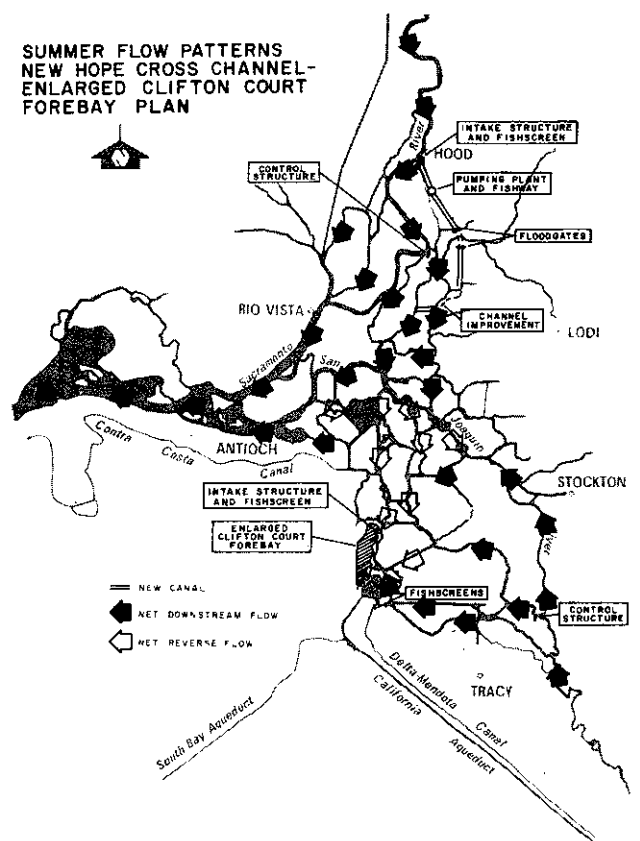 SUMMER FLOW PATTERNS
NEW HOPE CROSS CHANNEL-
ENLARGED CLIFTON COURT
FOREBAY PLAN
INTAKE STRUCTURE
AND FISHSCREEN
River
HOOD
CONTROL
STRUCTURE
PUMPING PLANT
AND FISHWAY
FLOODGATES
RIO VISTA
CHANNEL
IMPROVEMENT
LODI
Sacramento
San
Joaquin
River
Contra
Costa
Canal
ANTIOCH
STOCKTON
INTAKE STRUCTURE
AND FISHSCREEN
ENLARGED
CLIFTON COURT
FOREBAY
NEW CANAL
NET DOWNSTREAM FLOW
NET REVERSE FLOW
FISHSCREENS
CONTROL
STRUCTURE
TRACY
Delta-Mendota
Canal
California
Aqueduct
South Bay Aqueduct